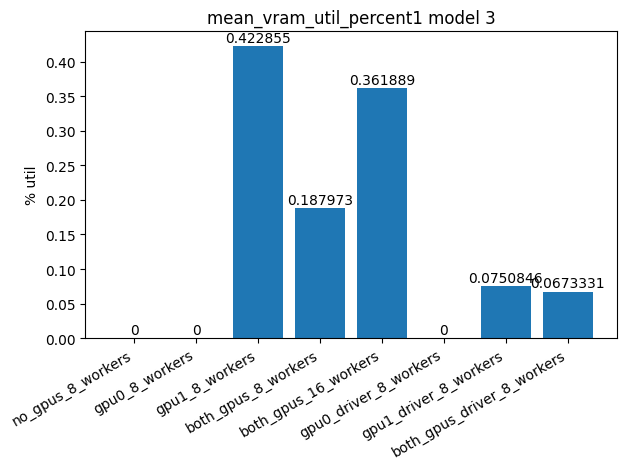 mean_vram_util_percent1 model 3
% util
0.40
0.35
0.30
0.25
0.20
0.15
0.10
0.05
0.00
0
0
0.422855
0.187973
0.361889
0
0.0750846
0.0673331
no_gpus_8_workers
gpu0_8_workers
gpu1_8_workers
both_gpus_8_workers
both_gpus_16_workers
gpu0_driver_8_workers
gpu1_driver_8_workers
both_gpus_driver_8_workers